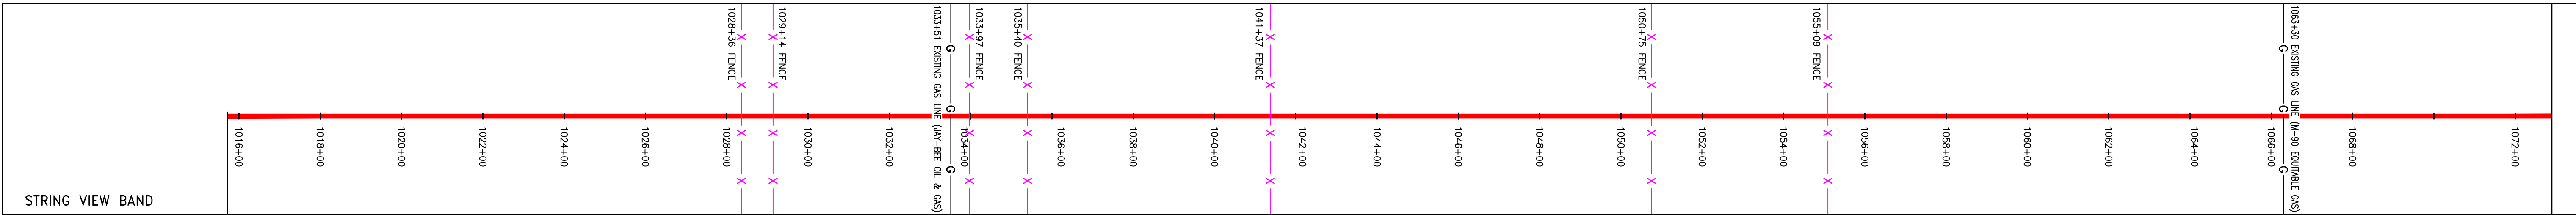 1028+36 FENCE
1029+14 FENCE
1033+51 EXISTING GAS LINE (JAY-BEE OIL & GAS)
G
G
G
1033+97 FENCE
1035+40 FENCE
1041+37 FENCE
1050+75 FENCE
1055+09 FENCE
1063+30 EXISTING GAS LINE (M-90 EQUITABLE GAS)
G
G
G
1016+00
1018+00
1020+00
1022+00
1024+00
1026+00
1028+00
1030+00
1032+00
1034+00
1036+00
1038+00
1040+00
1042+00
1044+00
1046+00
1048+00
1050+00
1052+00
1054+00
1056+00
1058+00
1060+00
1062+00
1064+00
1066+00
1068+00
1072+00
STRING VIEW BAND